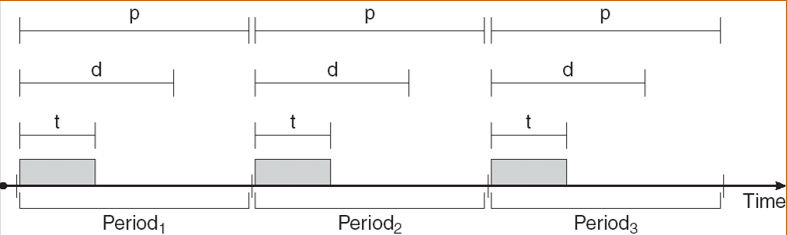 p p p
d d d
t t t
Time
Period₁ Period₂ Period₃